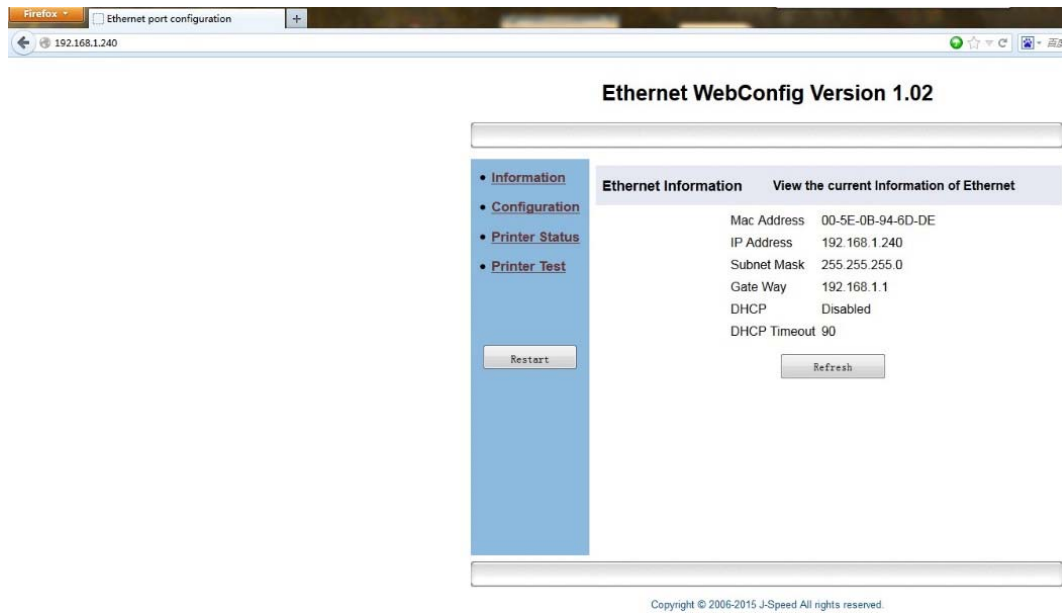 Firefox
Ethernet port configuration
192.168.1.240
Ethernet WebConfig Version 1.02
Information
Configuration
Printer Status
Printer Test
Restart
Ethernet Information View the current Information of Ethernet
Mac Address 00-5E-0B-94-6D-DE
IP Address 192.168.1.240
Subnet Mask 255.255.255.0
Gate Way 192.168.1.1
DHCP Disabled
DHCP Timeout 90
Refresh
Copyright © 2006-2015 J-Speed All rights reserved.